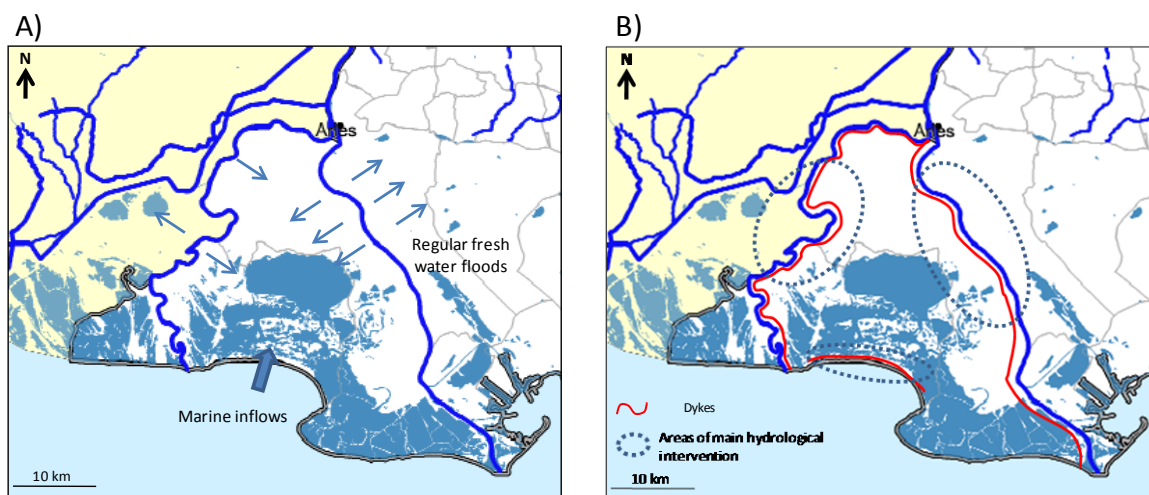 A)
N
Arles
Regular fresh
water floods
Marine inflows
10 km
B)
N
Arles
Dykes
Areas of main hydrological
intervention
10 km